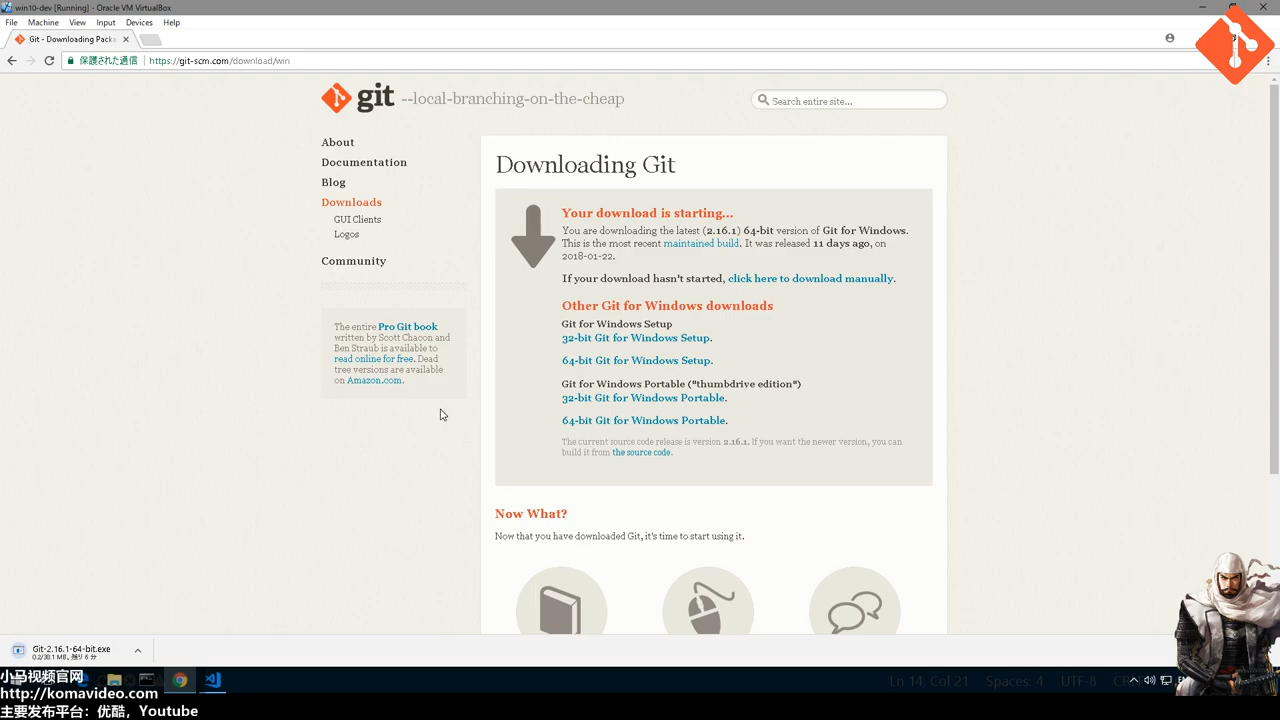 win10-dev [Running] - Oracle VM VirtualBox
File Machine View Input Devices Help
Git - Downloading Pack
保護された通信 https://git-scm.com/download/win
git --local-branching-on-the-cheap
Search entire site...
About
Documentation
Blog
Downloads
GUI Clients
Logos
Community
The entire Pro Git book
written by Scott Chacon and
Ben Straub is available to
read online for free. Dead
tree versions are available
on Amazon.com.
Downloading Git
Your download is starting...
You are downloading the latest (2.16.1) 64-bit version of Git for Windows.
This is the most recent maintained build. It was released 11 days ago, on
2018-01-22.
If your download hasn't started, click here to download manually.
Other Git for Windows downloads
Git for Windows Setup
32-bit Git for Windows Setup.
64-bit Git for Windows Setup.
Git for Windows Portable ("thumbdrive edition")
32-bit Git for Windows Portable.
64-bit Git for Windows Portable.
The current source code release is version 2.16.1. If you want the newer version, you can
build it from the source code.
Now What?
Now that you have downloaded Git, it's time to start using it.
Git-2.16.1-64-bit.exe
0.2/38.1 MB、残り 6 分
小马视频官网
http://komavideo.com
主要发布平台：优酷，Youtube
Ln 14, Col 21 Spaces: 4 UTF-8